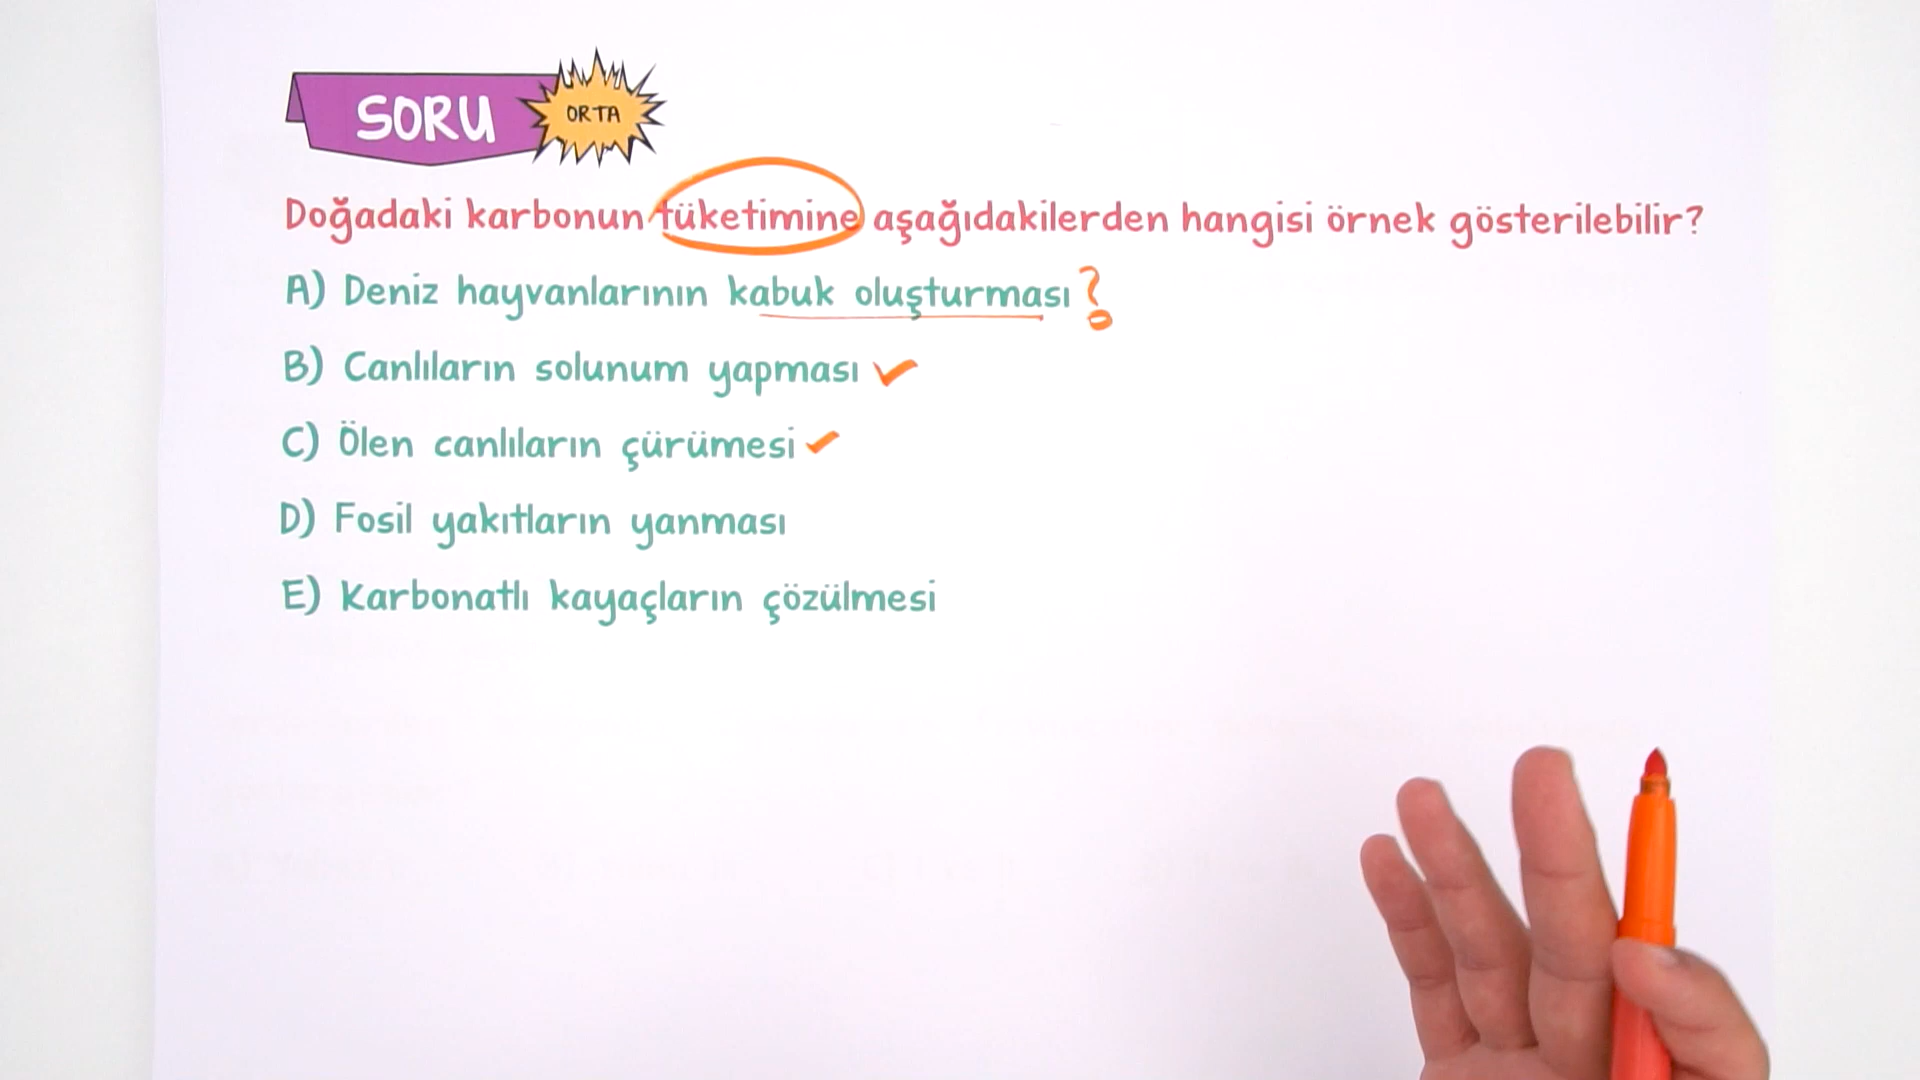 SORU
ORTA
Doğadaki karbonun tüketimine aşağıdakilerden hangisi örnek gösterilebilir?
A) Deniz hayvanlarının kabuk oluşturması ?
B) Canlıların solunum yapması
C) Ölen canlıların çürümesi
D) Fosil yakıtların yanması
E) Karbonatlı kayaçların çözülmesi